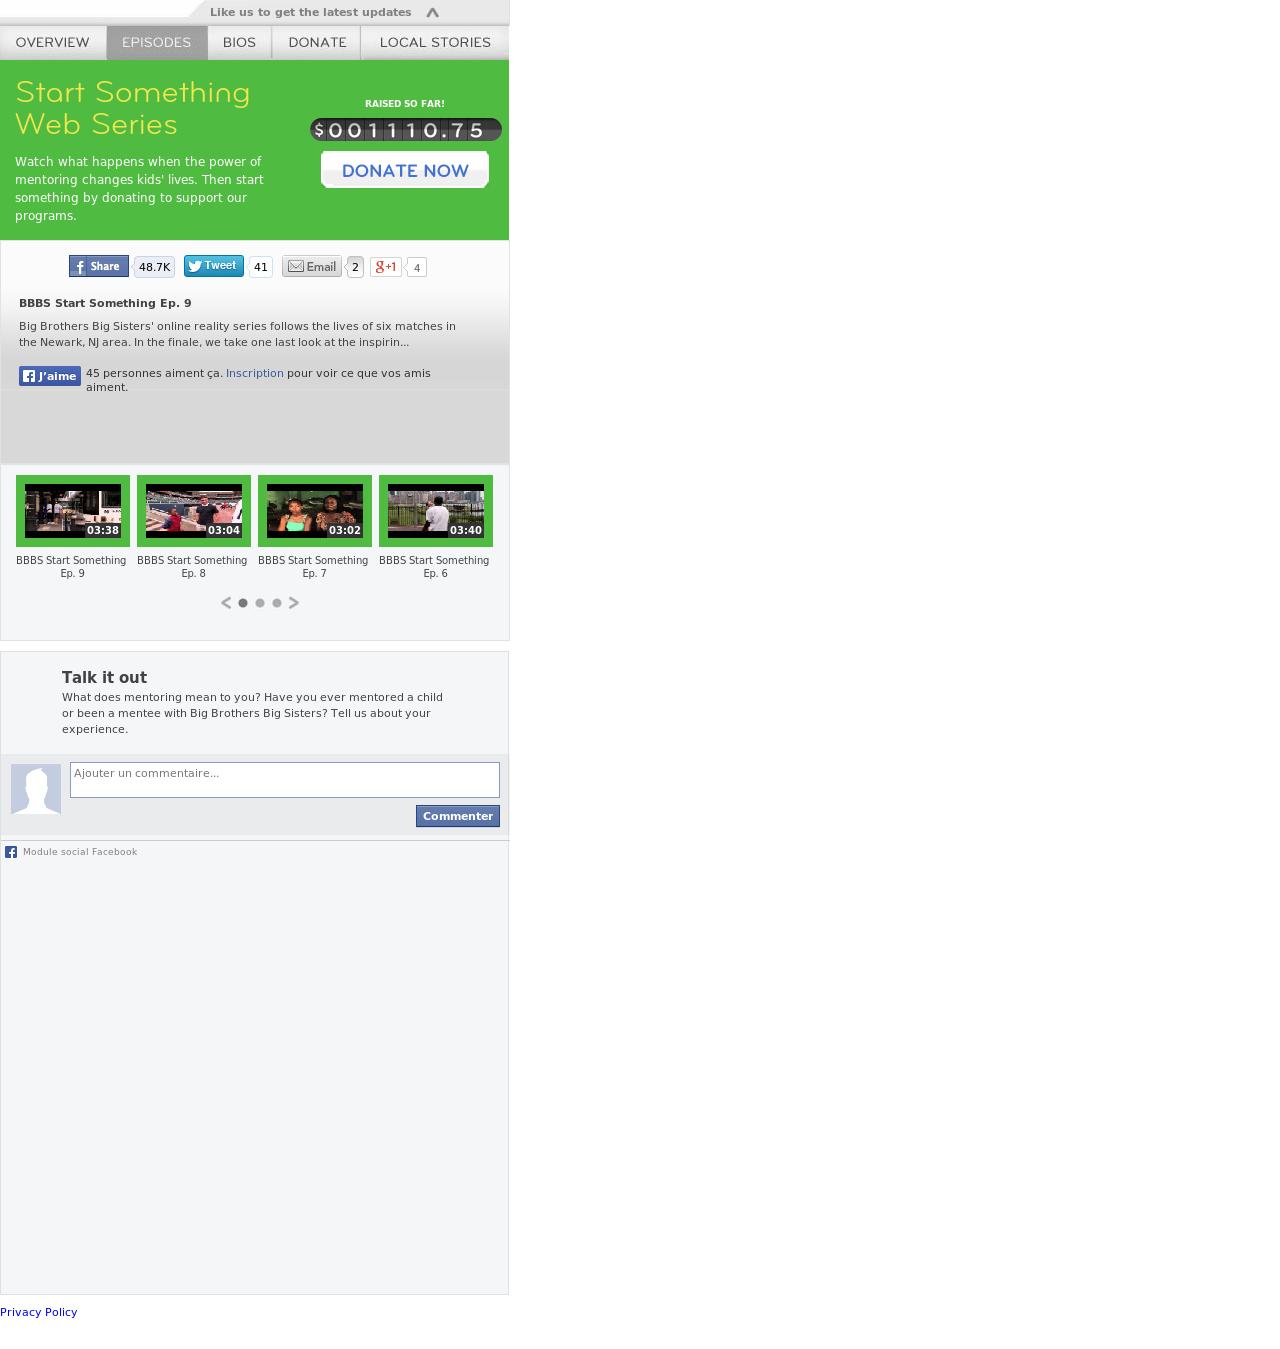 Like us to get the latest updates
OVERVIEW EPISODES BIOS DONATE LOCAL STORIES
Start Something
Web Series
Watch what happens when the power of
mentoring changes kids' lives. Then start
something by donating to support our
programs.
RAISED SO FAR!
$001110.75
DONATE NOW
Share 48.7K Tweet 41 Email 2 g+1 4
BBBS Start Something Ep. 9
Big Brothers Big Sisters' online reality series follows the lives of six matches in
the Newark, NJ area. In the finale, we take one last look at the inspirin...
J'aime 45 personnes aiment ça. Inscription pour voir ce que vos amis
aiment.
03:38 03:04 03:02 03:40
BBBS Start Something Ep. 9
BBBS Start Something Ep. 8
BBBS Start Something Ep. 7
BBBS Start Something Ep. 6
Talk it out
What does mentoring mean to you? Have you ever mentored a child
or been a mentee with Big Brothers Big Sisters? Tell us about your
experience.
Ajouter un commentaire...
Commenter
Module social Facebook
Privacy Policy